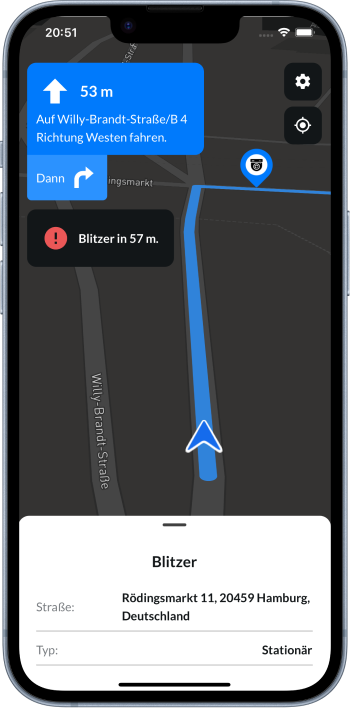 20:51
53 m
Auf Willy-Brandt-Straße/B 4
Richtung Westen fahren.
Dann
ingsmarkt
Blitzer in 57 m.
Willy-Brandt-Straße
Blitzer
Straße:
Rödingsmarkt 11, 20459 Hamburg,
Deutschland
Typ:
Stationär